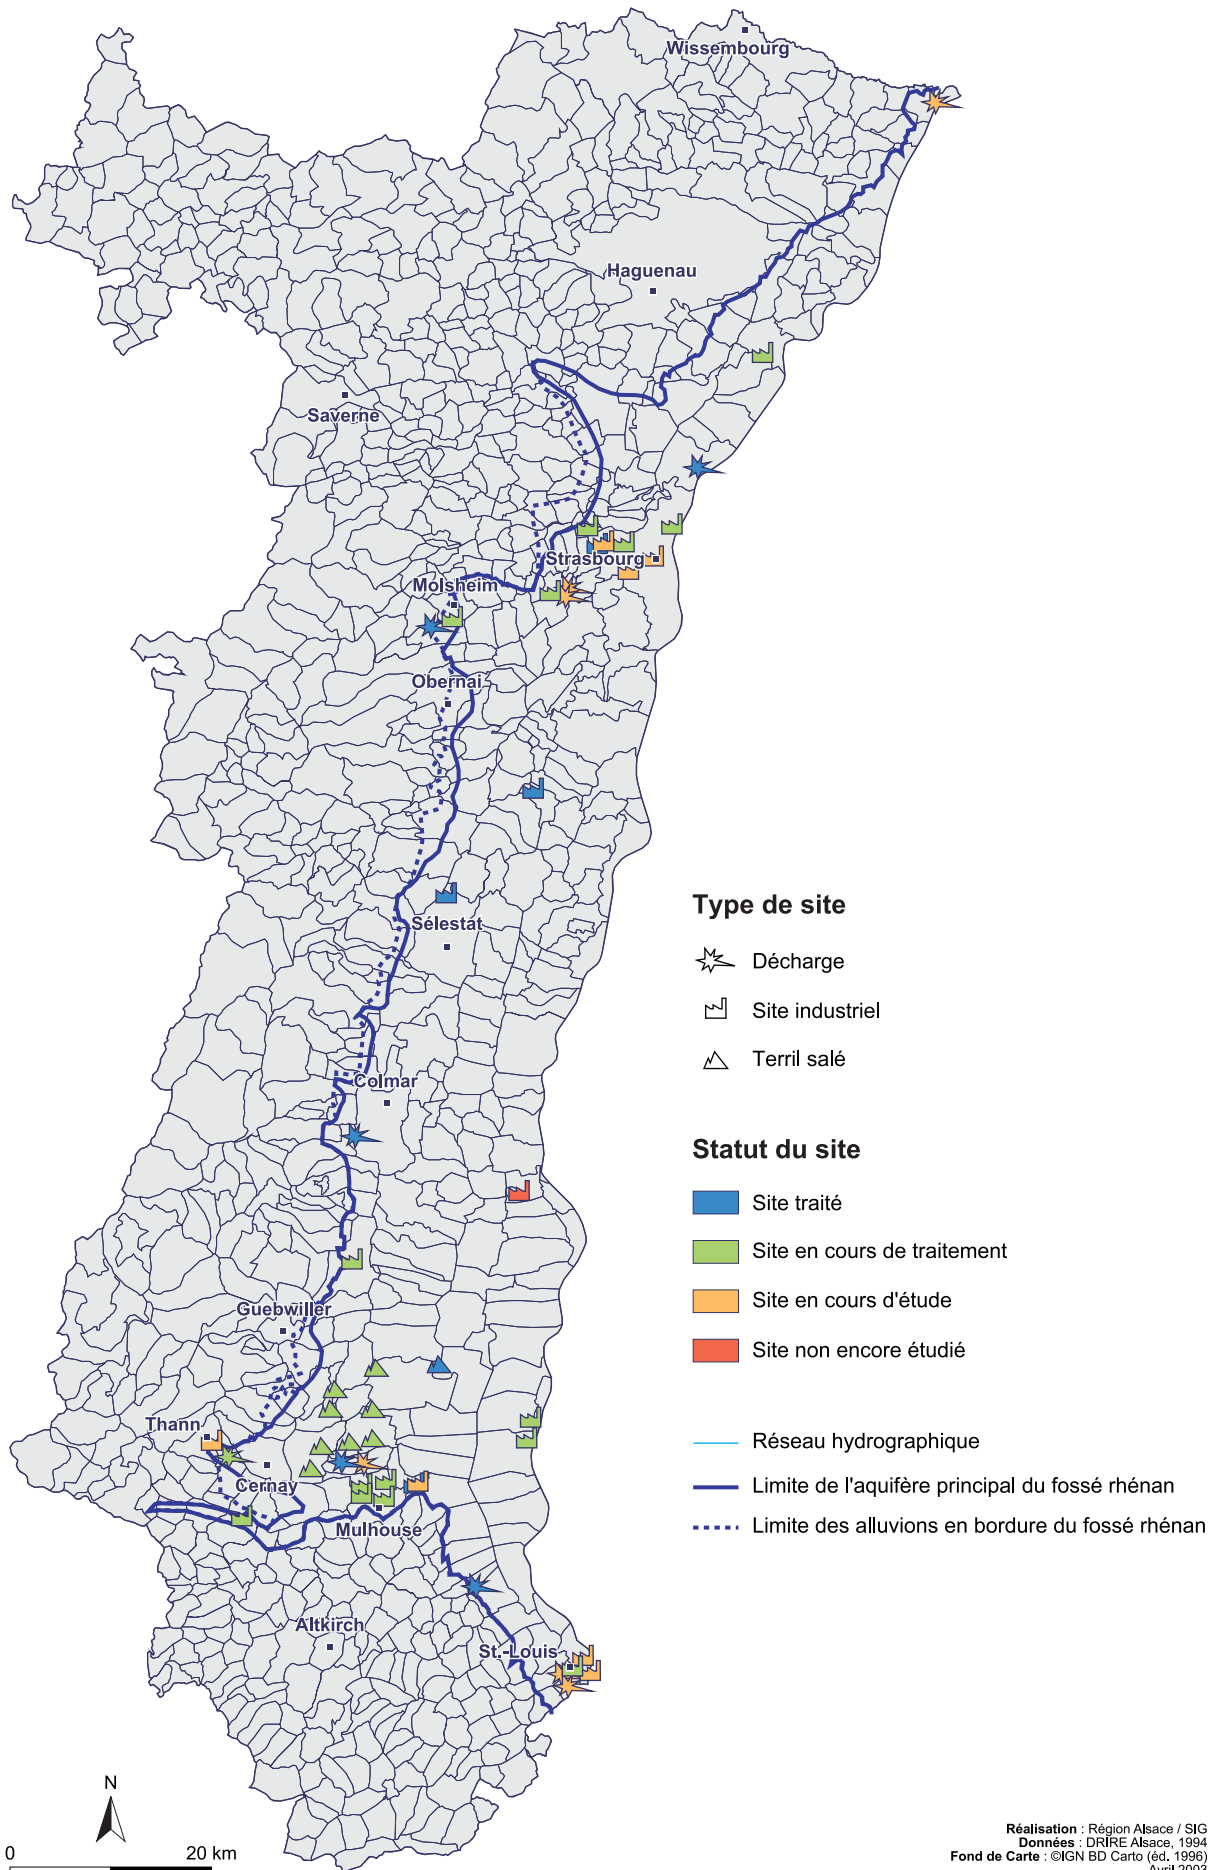 Wissembourg
Haguenau
Saverne
Strasbourg
Molsheim
Obernai
Sélestat
Colmar
Guebwiller
Thann
Cernay
Mulhouse
Altkirch
St.-Louis
Type de site
Décharge
Site industriel
Terril salé
Statut du site
Site traité
Site en cours de traitement
Site en cours d'étude
Site non encore étudié
Réseau hydrographique
Limite de l'aquifère principal du fossé rhénan
Limite des alluvions en bordure du fossé rhénan
N
0 20 km
Réalisation : Région Alsace / SIG
Données : DRIRE Alsace, 1994
Fond de Carte : ©IGN BD Carto (éd. 1996)
Avril 2003